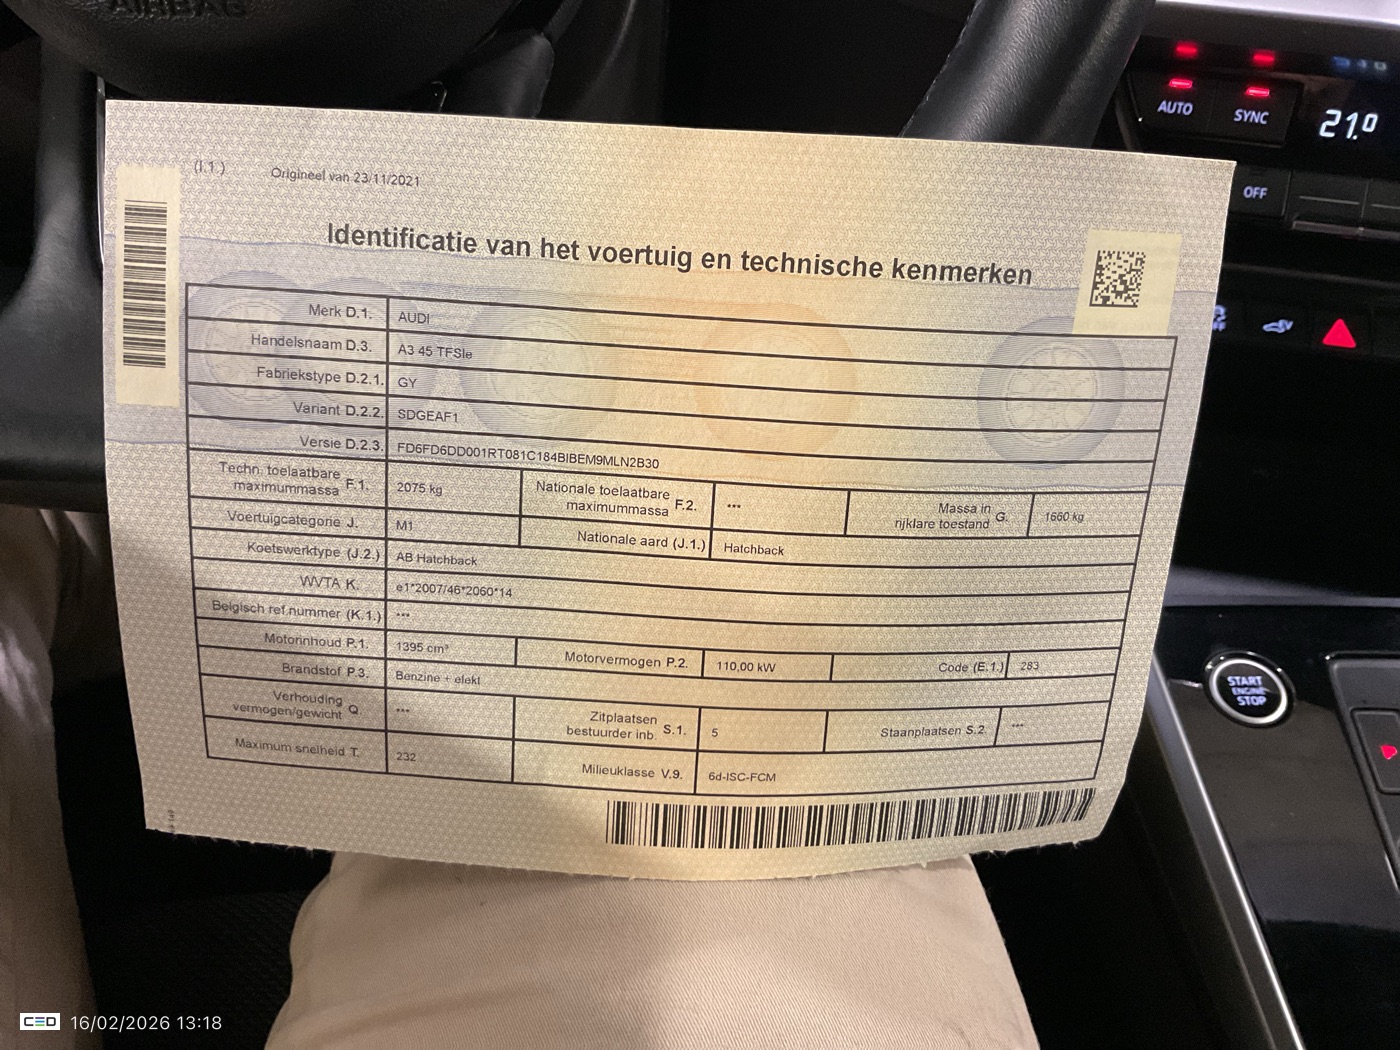 AIRBAG
AUTO
SYNC
21.0
OFF
(I.1.) Origineel van 23/11/2021
Identificatie van het voertuig en technische kenmerken
Merk D.1. AUDI
Handelsnaam D.3. A3 45 TFSIe
Fabriekstype D.2.1. GY
Variant D.2.2. SDGEAF1
Versie D.2.3. FD6FD6DD001RT081C184BIBEM9MLN2B30
Techn. toelaatbare maximummassa F.1. 2075 kg Nationale toelaatbare maximummassa F.2. --- Massa in rijklare toestand G. 1660 kg
Voertuigcategorie J. M1 Nationale aard (J.1.) Hatchback
Koetswerktype (J.2.) AB Hatchback
WVTA K. e1*2007/46*2060*14
Belgisch ref.nummer (K.1.) ---
Motorinhoud P.1. 1395 cm³ Motorvermogen P.2. 110,00 kW Code (E.1.) 283
Brandstof P.3. Benzine + elekt
Verhouding vermogen/gewicht Q. --- Zitplaatsen bestuurder inb. S.1. 5 Staanplaatsen S.2 ---
Maximum snelheid T. 232 Milieuklasse V.9. 6d-ISC-FCM
START
ENGINE
STOP
CED 16/02/2026 13:18